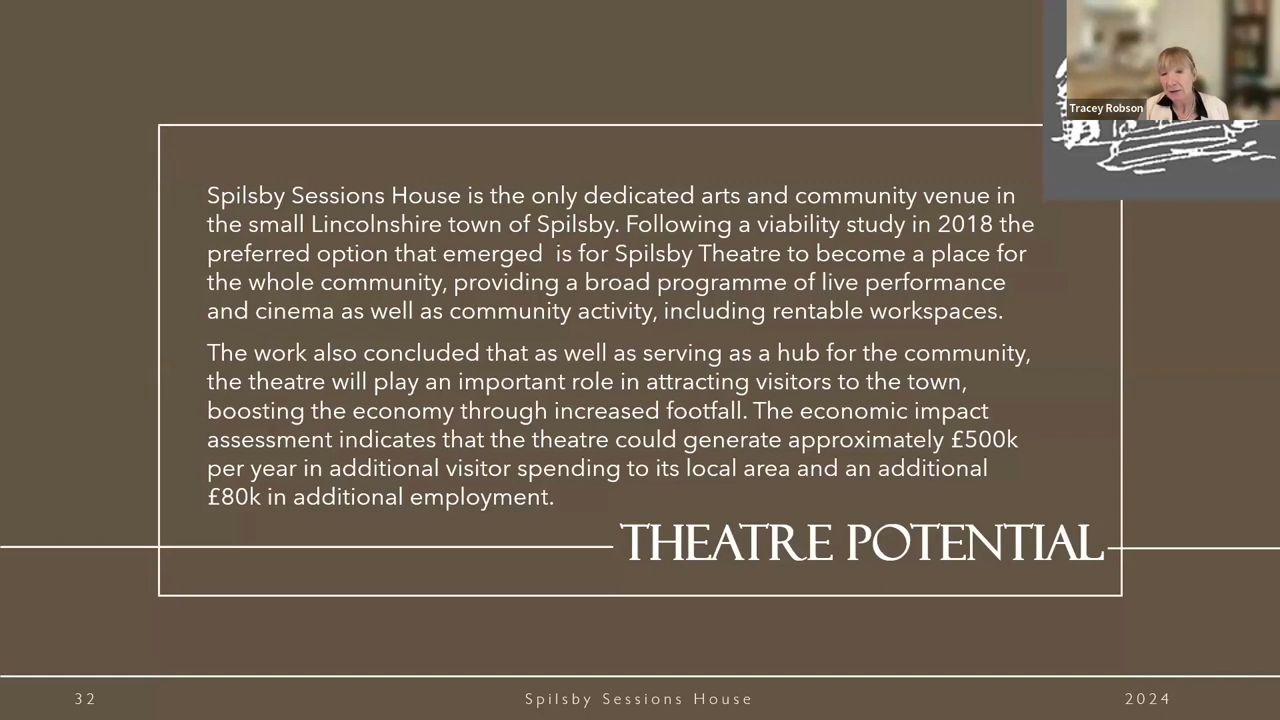 Tracey Robson
Spilsby Sessions House is the only dedicated arts and community venue in
the small Lincolnshire town of Spilsby. Following a viability study in 2018 the
preferred option that emerged  is for Spilsby Theatre to become a place for
the whole community, providing a broad programme of live performance
and cinema as well as community activity, including rentable workspaces.
The work also concluded that as well as serving as a hub for the community,
the theatre will play an important role in attracting visitors to the town,
boosting the economy through increased footfall. The economic impact
assessment indicates that the theatre could generate approximately £500k
per year in additional visitor spending to its local area and an additional
£80k in additional employment.
THEATRE POTENTIAL
32
Spilsby Sessions House
2024